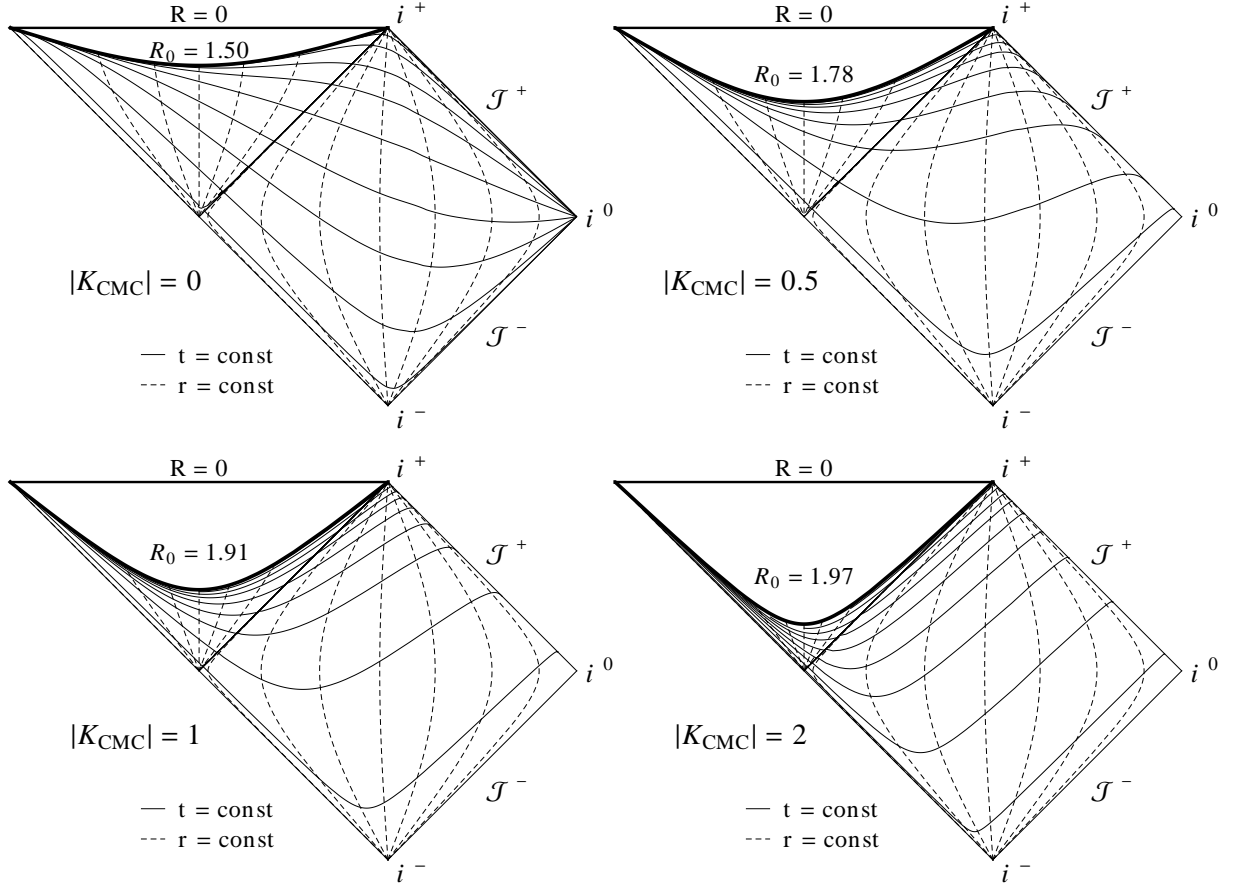 R = 0
i +
R0 = 1.50
𝒥 +
i 0
|KCMC| = 0
𝒥 −
t = const
r = const
i −
R = 0
i +
R0 = 1.78
𝒥 +
i 0
|KCMC| = 0.5
𝒥 −
t = const
r = const
i −
R = 0
i +
R0 = 1.91
𝒥 +
i 0
|KCMC| = 1
𝒥 −
t = const
r = const
i −
R = 0
i +
R0 = 1.97
𝒥 +
i 0
|KCMC| = 2
𝒥 −
t = const
r = const
i −